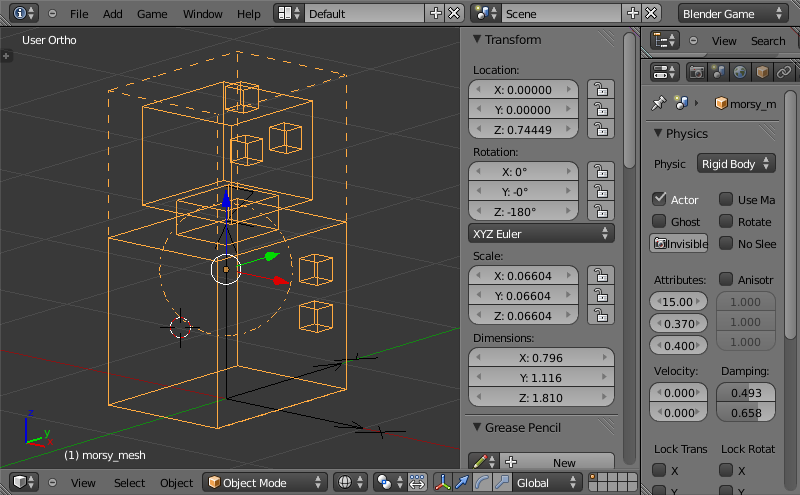 File Add Game Window Help Default Scene Blender Game
User Ortho
View Search
Transform
Location:
X: 0.00000
Y: 0.00000
Z: 0.74449
Rotation:
X: 0°
Y: -0°
Z: -180°
XYZ Euler
Scale:
X: 0.06604
Y: 0.06604
Z: 0.06604
Dimensions:
X: 0.796
Y: 1.116
Z: 1.810
Grease Pencil
New
morsy_m
Physics
Physic Rigid Body
Actor Use Ma
Ghost Rotate
Invisible No Slee
Attributes: Anisotr
15.00 1.000
0.370 1.000
0.400 1.000
Velocity: Damping:
0.000 0.493
0.000 0.658
Lock Trans Lock Rotat
X X
Y Y
z
y
x
(1) morsy_mesh
View Select Object Object Mode Global